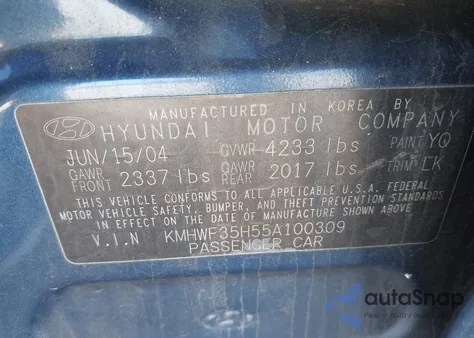 MANUFACTURED IN KOREA BY
HYUNDAI MOTOR COMPANY
JUN/15/04 GVWR 4233 lbs PAINT YQ
GAWR FRONT 2337 lbs GAWR REAR 2017 lbs TRIM CK
THIS VEHICLE CONFORMS TO ALL APPLICABLE U.S.A. FEDERAL
MOTOR VEHICLE SAFETY, BUMPER, AND THEFT PREVENTION STANDARDS
IN EFFECT ON THE DATE OF MANUFACTURE SHOWN ABOVE.
V.I.N KMHWF35H55A100309
PASSENGER CAR
autoSnap